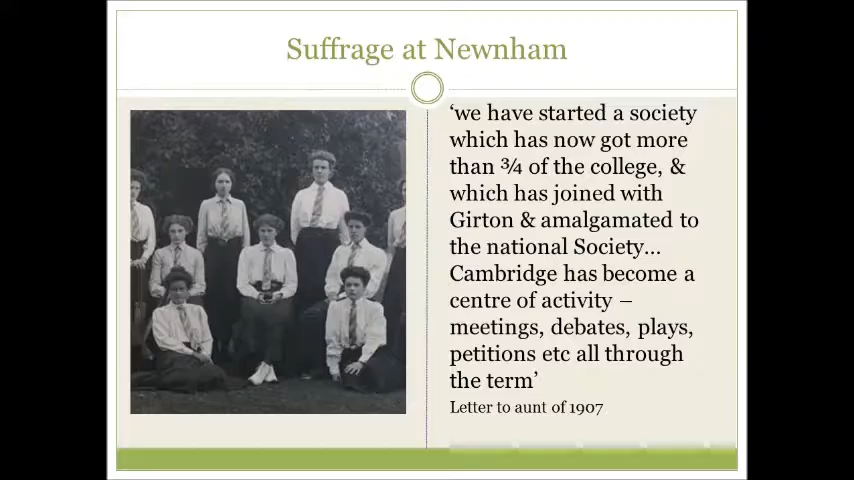 Suffrage at Newnham
‘we have started a society
which has now got more
than ¾ of the college, &
which has joined with
Girton & amalgamated to
the national Society...
Cambridge has become a
centre of activity –
meetings, debates, plays,
petitions etc all through
the term’
Letter to aunt of 1907